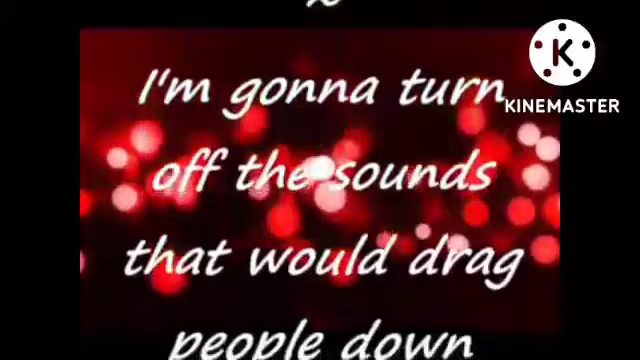 I'm gonna turn
off the sounds
that would drag
people down
K
KINEMASTER